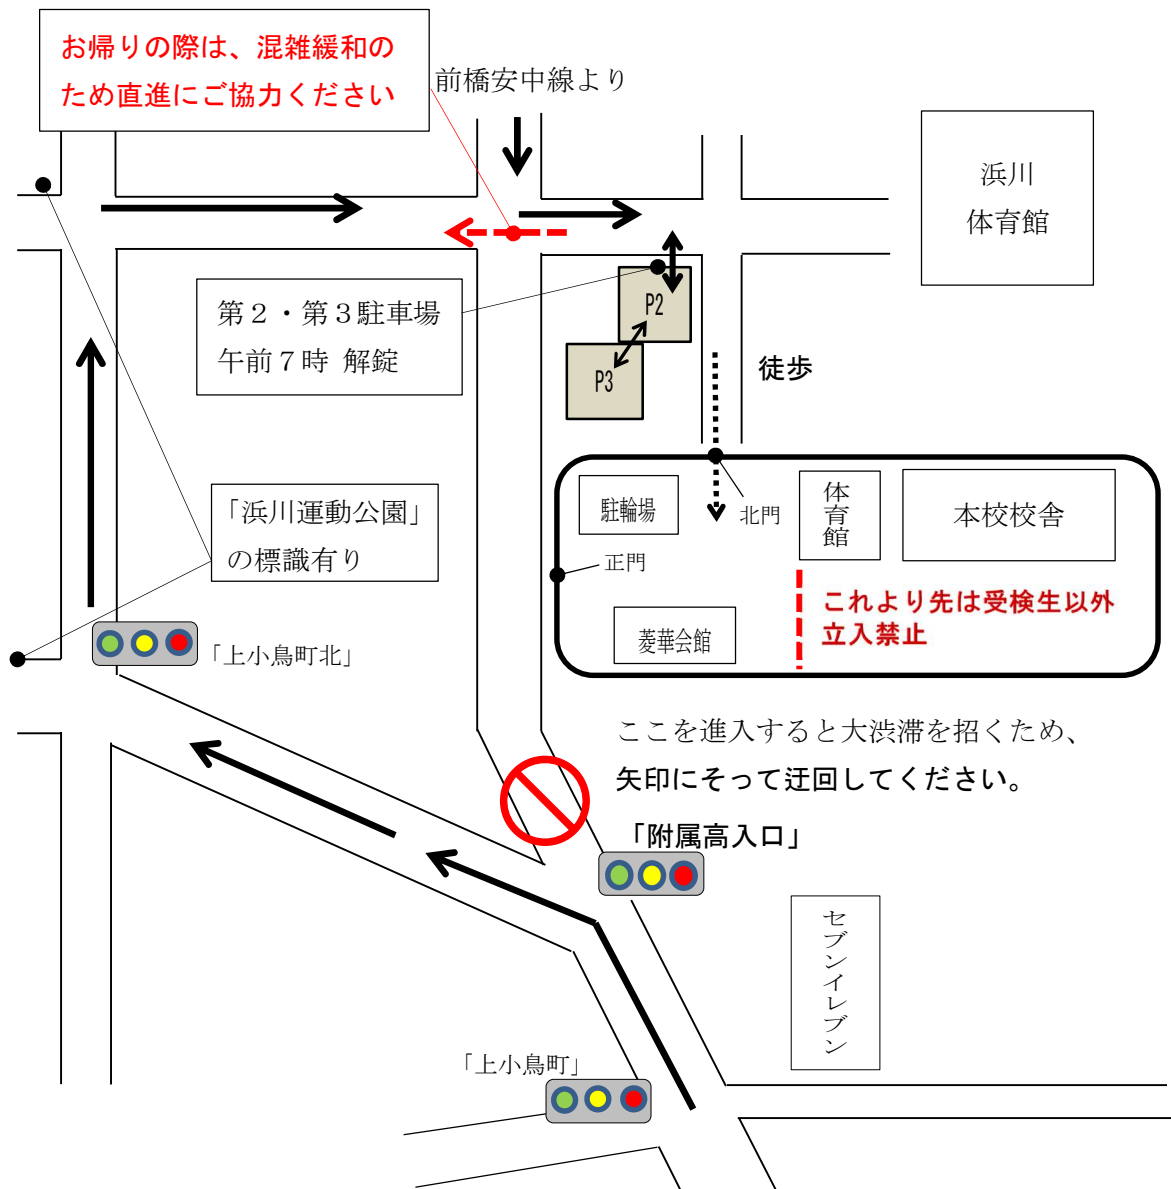 お帰りの際は、混雑緩和の
ため直進にご協力ください
前橋安中線より
浜川
体育館
第２・第３駐車場
午前７時 解錠
P2
P3
徒歩
「浜川運動公園」
の標識有り
駐輪場
北門
体育館
本校校舎
正門
菱華会館
これより先は受検生以外
立入禁止
「上小鳥町北」
ここを進入すると大渋滞を招くため、
矢印にそって迂回してください。
「附属高入口」
セブンイレブン
「上小鳥町」